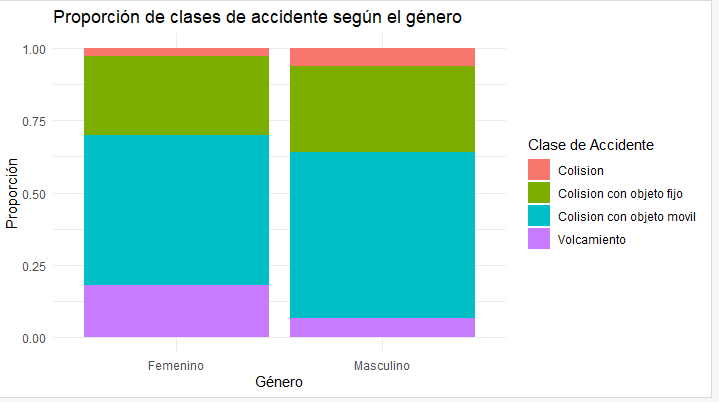 Proporción de clases de accidente según el género
1.00
0.75
0.50
0.25
0.00
Proporción
Femenino
Masculino
Género
Clase de Accidente
Colision
Colision con objeto fijo
Colision con objeto movil
Volcamiento